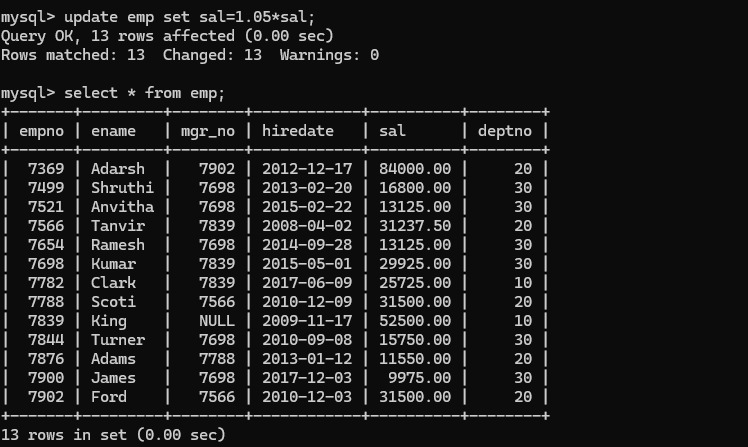 mysql> update emp set sal=1.05*sal;
Query OK, 13 rows affected (0.00 sec)
Rows matched: 13  Changed: 13  Warnings: 0

mysql> select * from emp;
+-------+---------+--------+------------+----------+--------+
| empno | ename   | mgr_no | hiredate   | sal      | deptno |
+-------+---------+--------+------------+----------+--------+
|  7369 | Adarsh  |   7902 | 2012-12-17 | 84000.00 |     20 |
|  7499 | Shruthi |   7698 | 2013-02-20 | 16800.00 |     30 |
|  7521 | Anvitha |   7698 | 2015-02-22 | 13125.00 |     30 |
|  7566 | Tanvir  |   7839 | 2008-04-02 | 31237.50 |     20 |
|  7654 | Ramesh  |   7698 | 2014-09-28 | 13125.00 |     30 |
|  7698 | Kumar   |   7839 | 2015-05-01 | 29925.00 |     30 |
|  7782 | Clark   |   7839 | 2017-06-09 | 25725.00 |     10 |
|  7788 | Scoti   |   7566 | 2010-12-09 | 31500.00 |     20 |
|  7839 | King    |   NULL | 2009-11-17 | 52500.00 |     10 |
|  7844 | Turner  |   7698 | 2010-09-08 | 15750.00 |     30 |
|  7876 | Adams   |   7788 | 2013-01-12 | 11550.00 |     20 |
|  7900 | James   |   7698 | 2017-12-03 |  9975.00 |     30 |
|  7902 | Ford    |   7566 | 2010-12-03 | 31500.00 |     20 |
+-------+---------+--------+------------+----------+--------+
13 rows in set (0.00 sec)